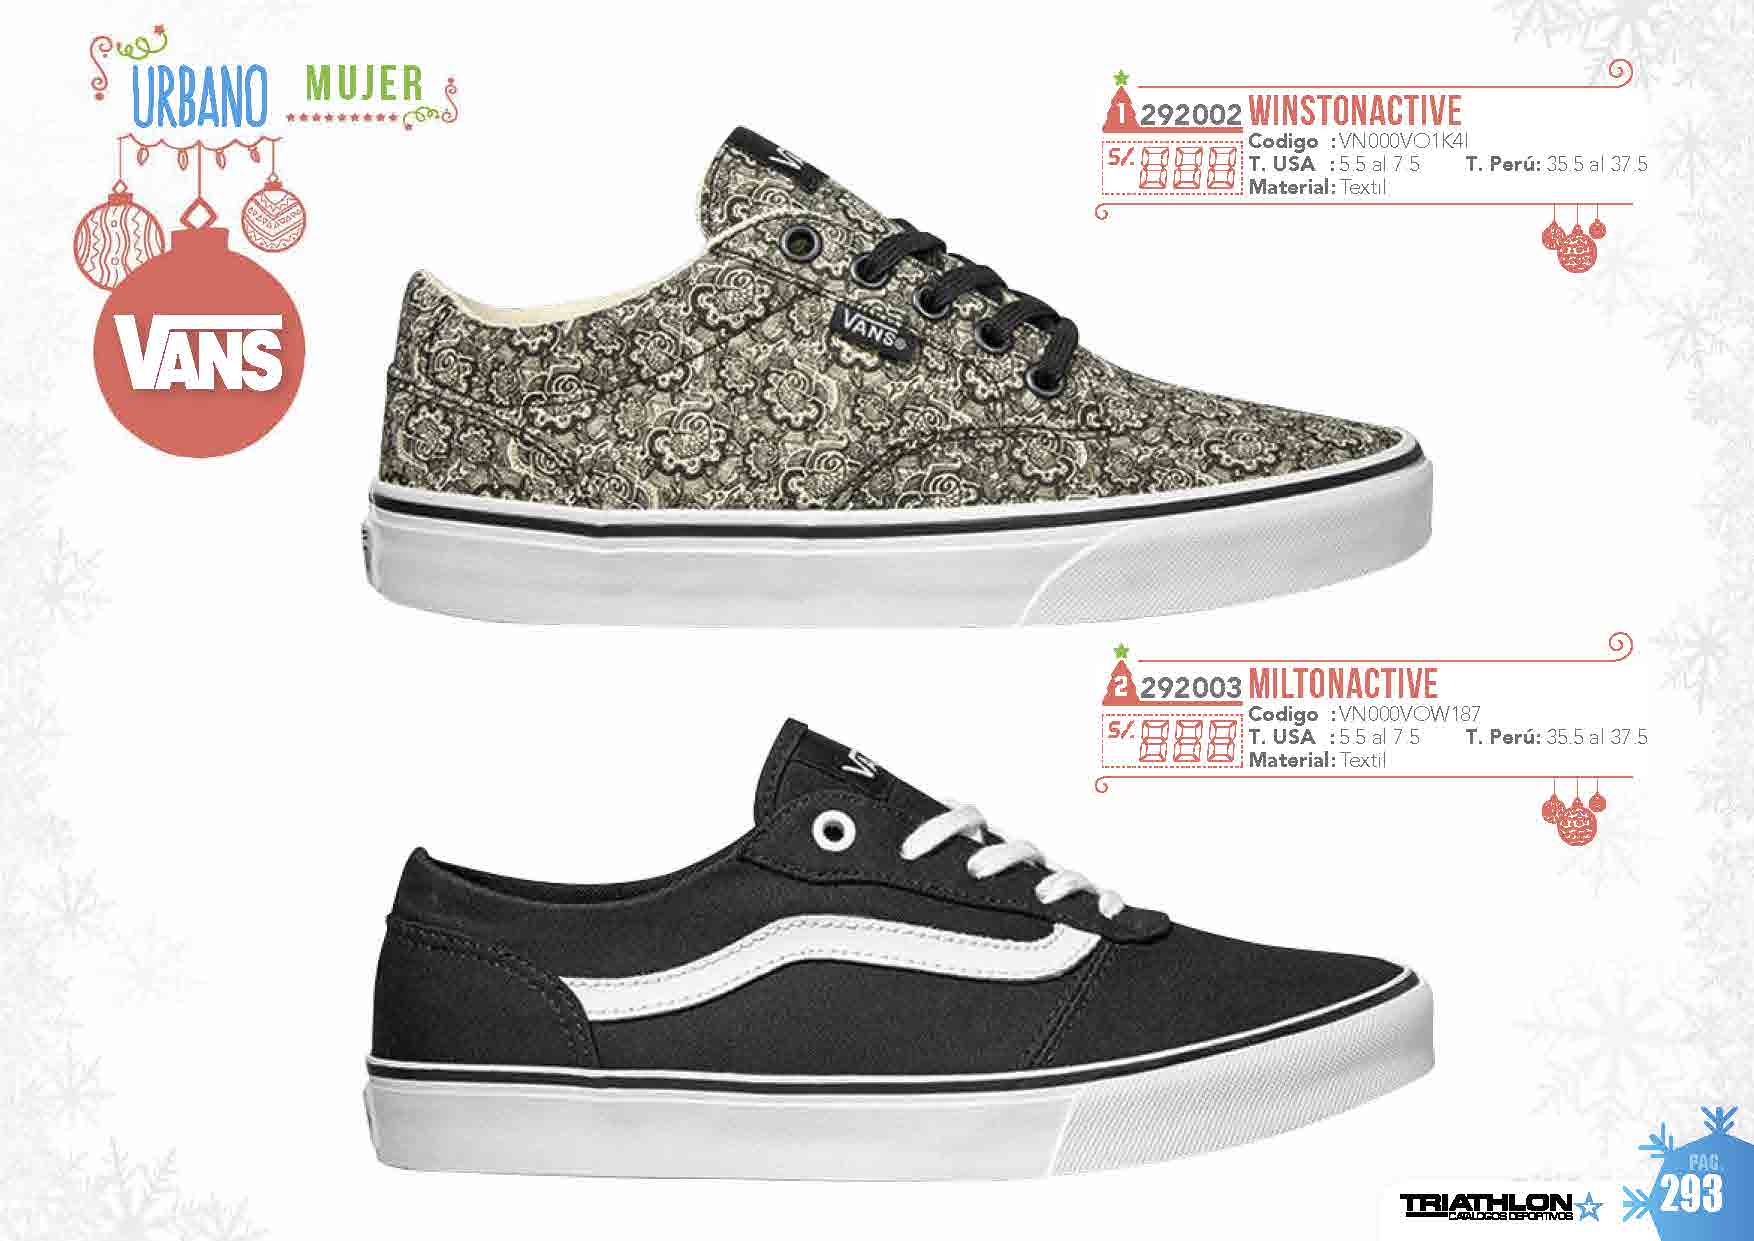 URBANO MUJER
VANS
1 292002 WINSTONACTIVE
S/.
Codigo : VN000VO1K4I
T. USA : 5.5 al 7.5 T. Perú: 35.5 al 37.5
Material: Textil
VANS®
2 292003 MILTONACTIVE
S/.
Codigo : VN000VOW187
T. USA : 5.5 al 7.5 T. Perú: 35.5 al 37.5
Material: Textil
PAG.
293
TRIATHLON
CATALOGOS DEPORTIVOS